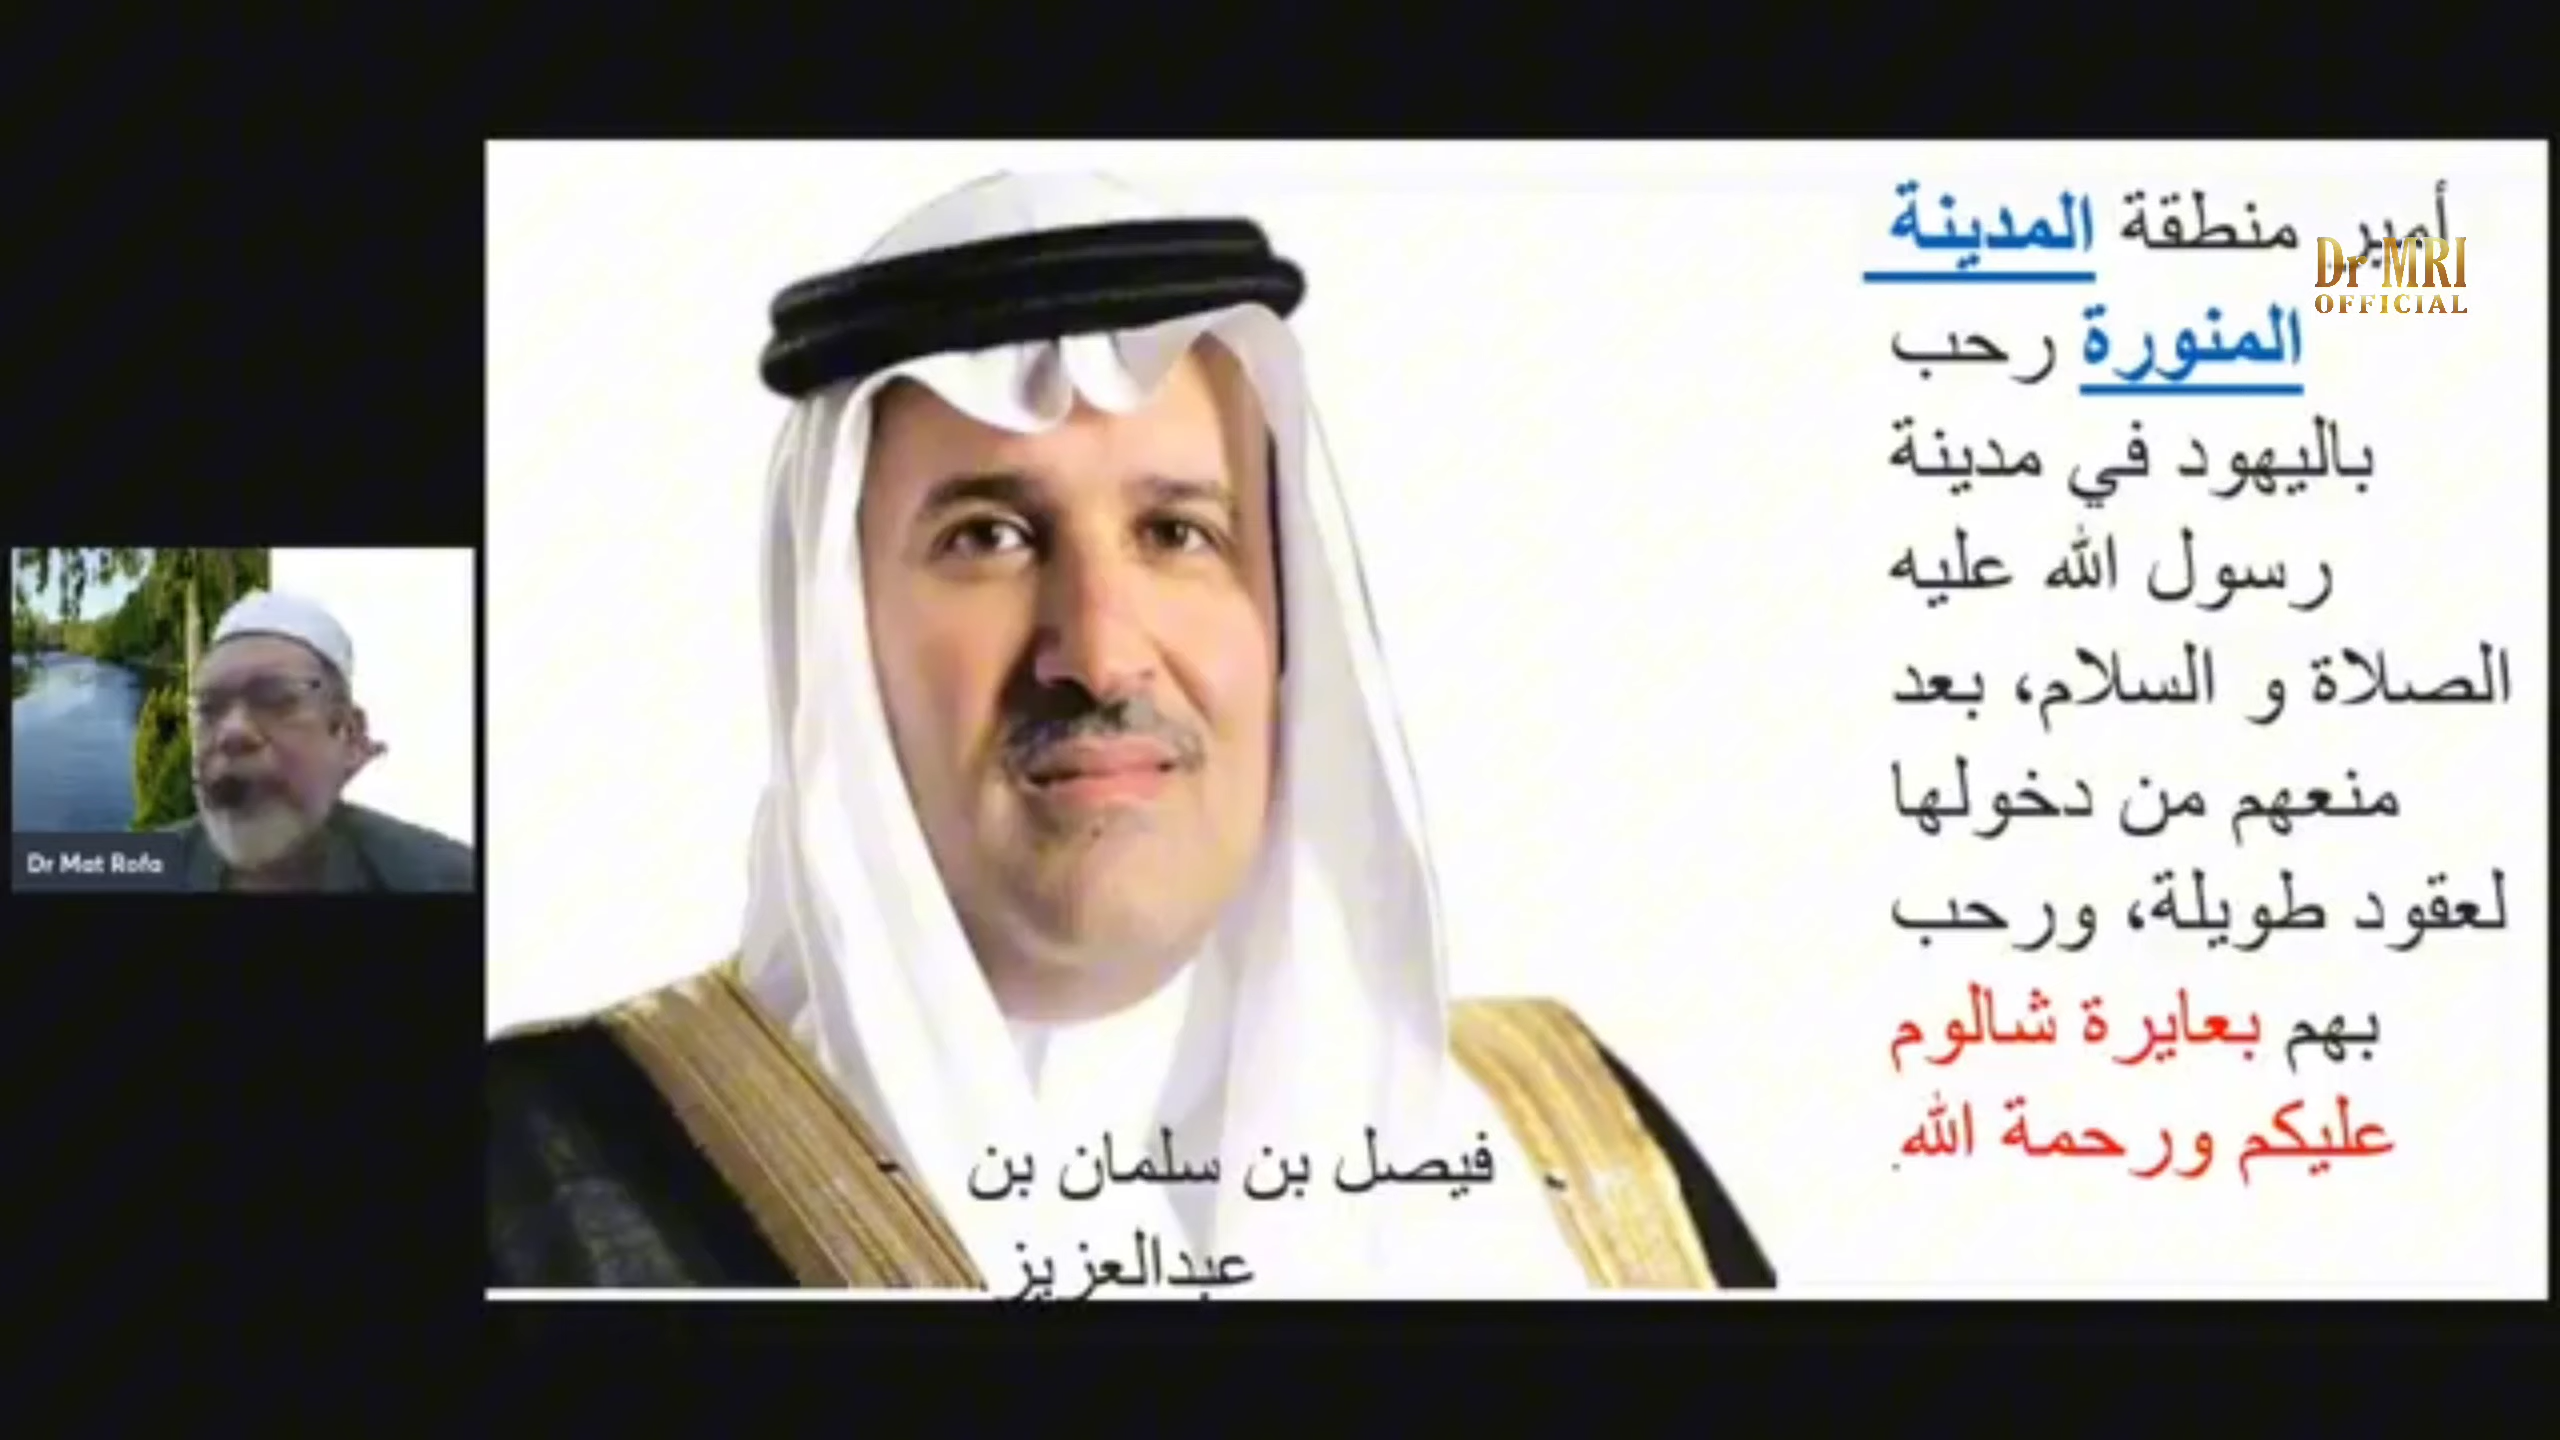 أمير منطقة المدينة
المنورة رحب
باليهود في مدينة
رسول الله عليه
الصلاة و السلام، بعد
منعهم من دخولها
لعقود طويلة، ورحب
بهم بعايرة شالوم
عليكم ورحمة الله.
فيصل بن سلمان بن
عبدالعزيز
Dr MRI
OFFICIAL
Dr Mat Rofa